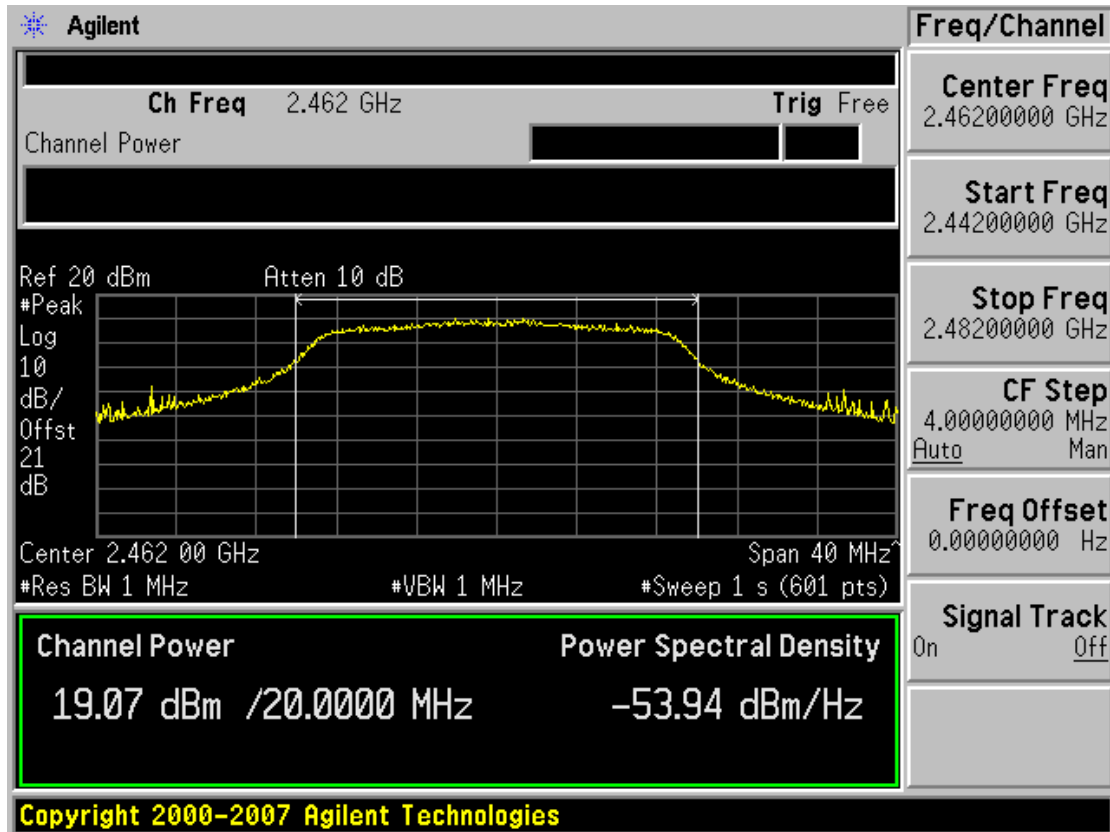 Agilent
Ch Freq 2.462 GHz Trig Free
Channel Power
Ref 20 dBm Atten 10 dB
#Peak
Log
10
dB/
Offst
21
dB
Center 2.462 00 GHz Span 40 MHz^
#Res BW 1 MHz #VBW 1 MHz #Sweep 1 s (601 pts)
Channel Power Power Spectral Density
19.07 dBm /20.0000 MHz -53.94 dBm/Hz
Copyright 2000-2007 Agilent Technologies
Freq/Channel
Center Freq
2.46200000 GHz
Start Freq
2.44200000 GHz
Stop Freq
2.48200000 GHz
CF Step
4.00000000 MHz
Auto Man
Freq Offset
0.00000000 Hz
Signal Track
On Off